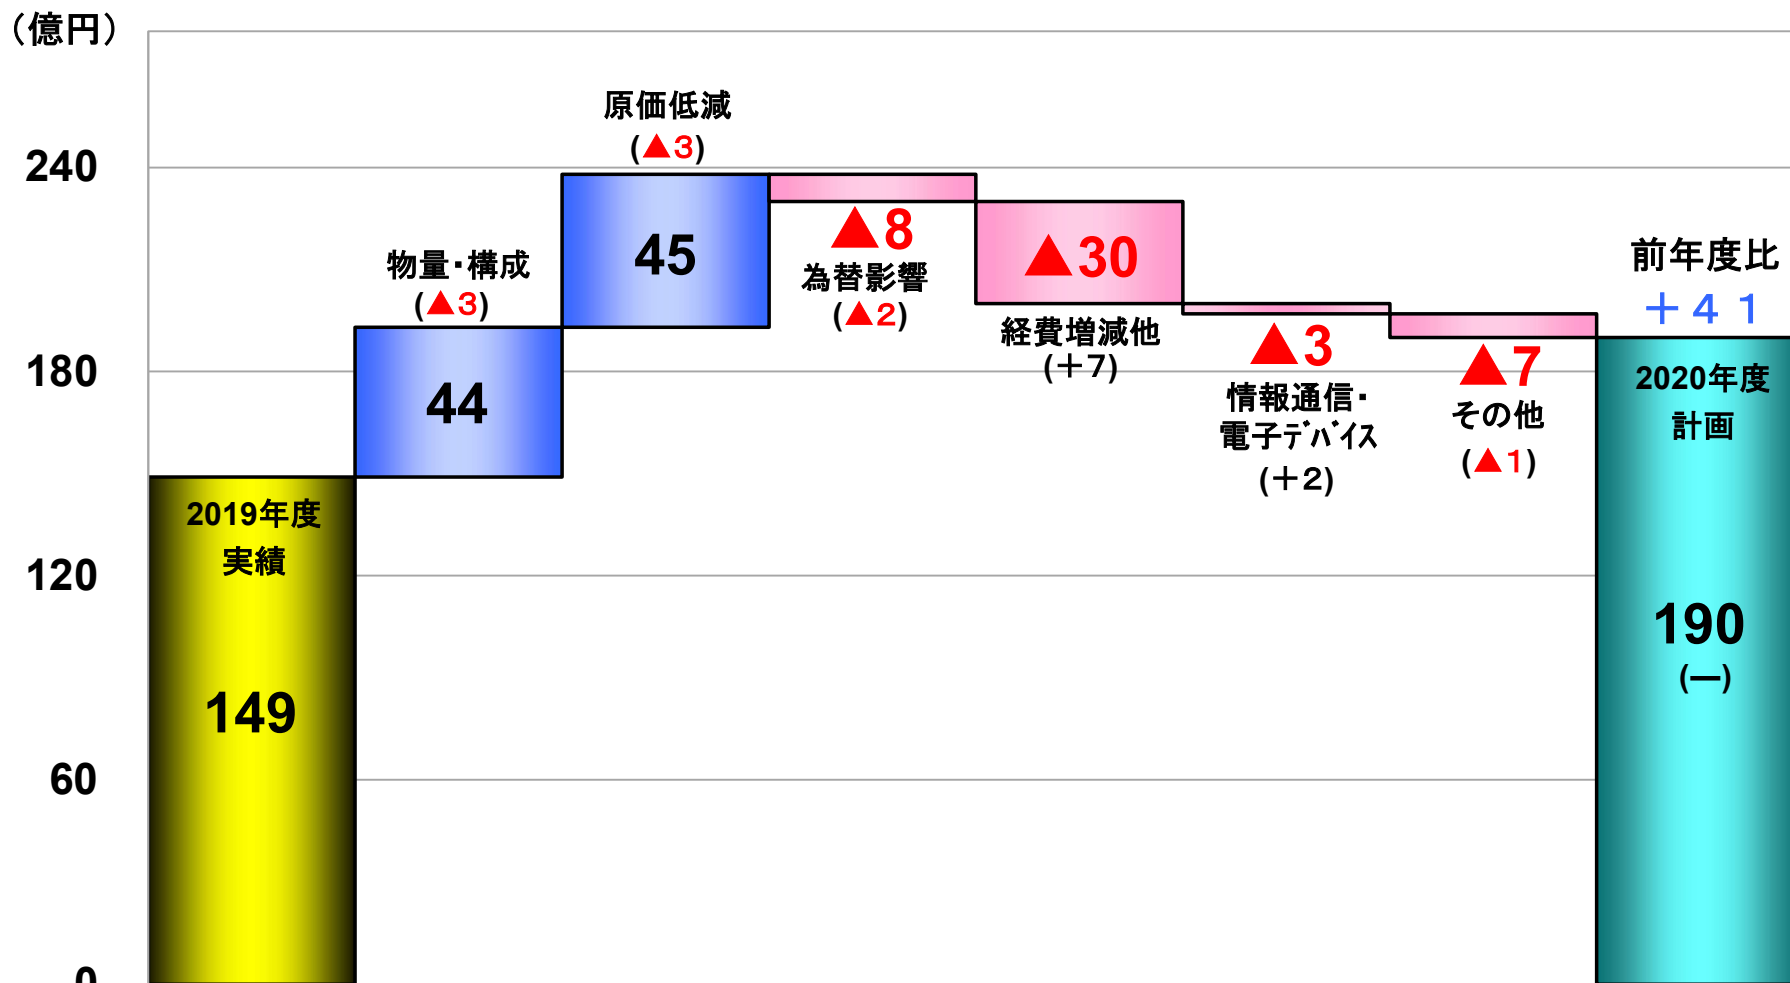 （億円）
240
180
120
60
0
2019年度
実績
149
物量・構成
(▲3)
44
原価低減
(▲3)
45
▲8
為替影響
(▲2)
▲30
経費増減他
(＋7)
▲3
情報通信・
電子ﾃﾞﾊﾞｲｽ
(＋2)
▲7
その他
(▲1)
前年度比
＋４１
2020年度
計画
190
(―)